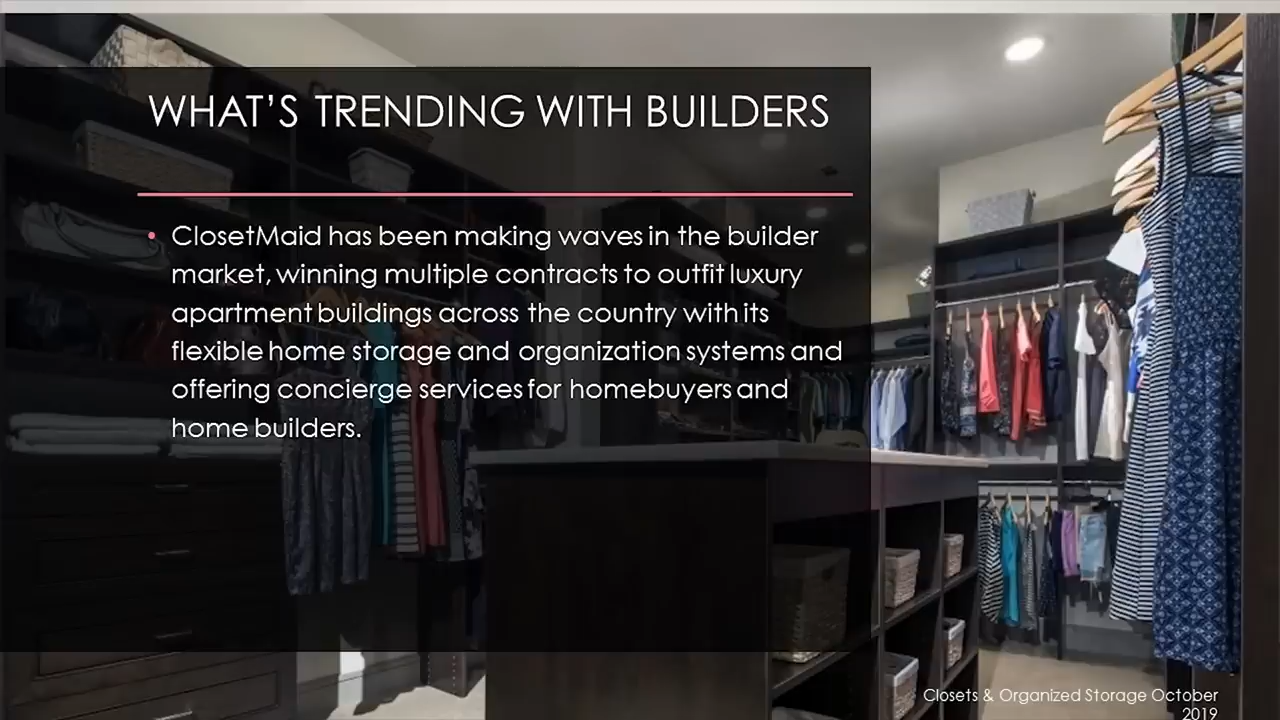 WHAT'S TRENDING WITH BUILDERS
• ClosetMaid has been making waves in the builder
market, winning multiple contracts to outfit luxury
apartment buildings across the country with its
flexible home storage and organization systems and
offering concierge services for homebuyers and
home builders.
Closets & Organized Storage October
2019